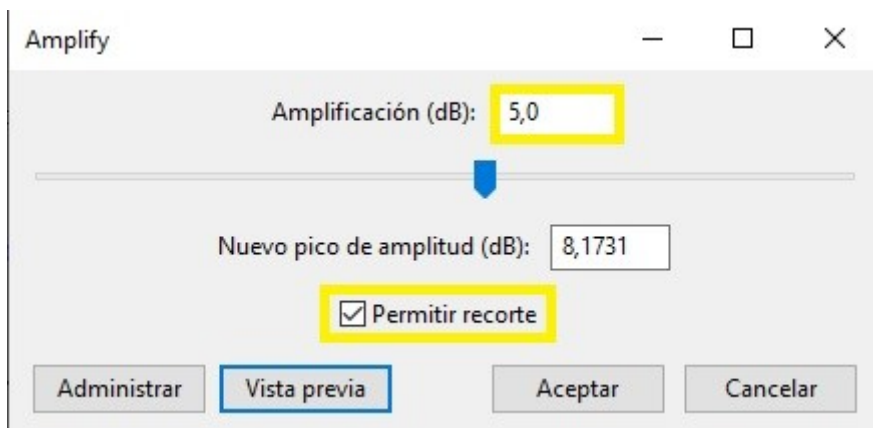 Amplify
Amplificación (dB): 5,0
Nuevo pico de amplitud (dB): 8,1731
Permitir recorte
Administrar Vista previa Aceptar Cancelar